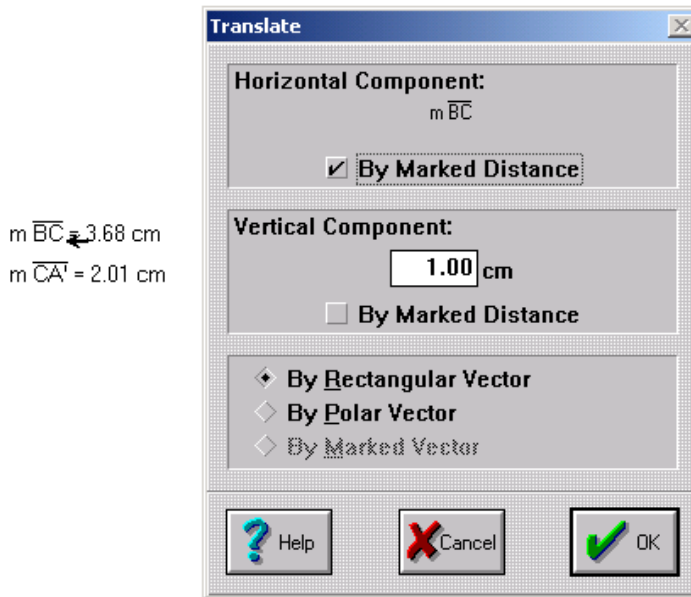 Translate
Horizontal Component:
m BC
By Marked Distance
m BC = 3.68 cm
m CA' = 2.01 cm
Vertical Component:
1.00 cm
By Marked Distance
By Rectangular Vector
By Polar Vector
By Marked Vector
? Help
Cancel
OK